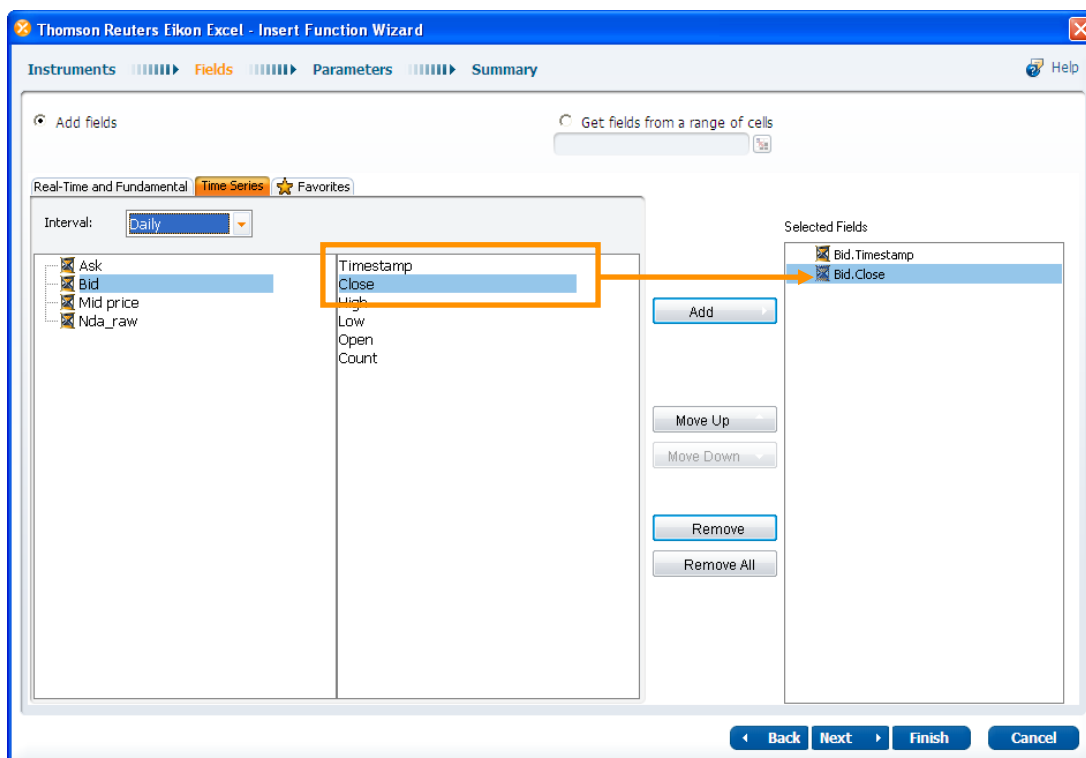 Thomson Reuters Eikon Excel - Insert Function Wizard
Instruments Fields Parameters Summary Help
Add fields Get fields from a range of cells
Real-Time and Fundamental Time Series Favorites
Interval: Daily
Selected Fields
Ask
Bid
Mid price
Nda_raw
Timestamp
Close
High
Low
Open
Count
Bid.Timestamp
Bid.Close
Add
Move Up
Move Down
Remove
Remove All
Back Next Finish Cancel